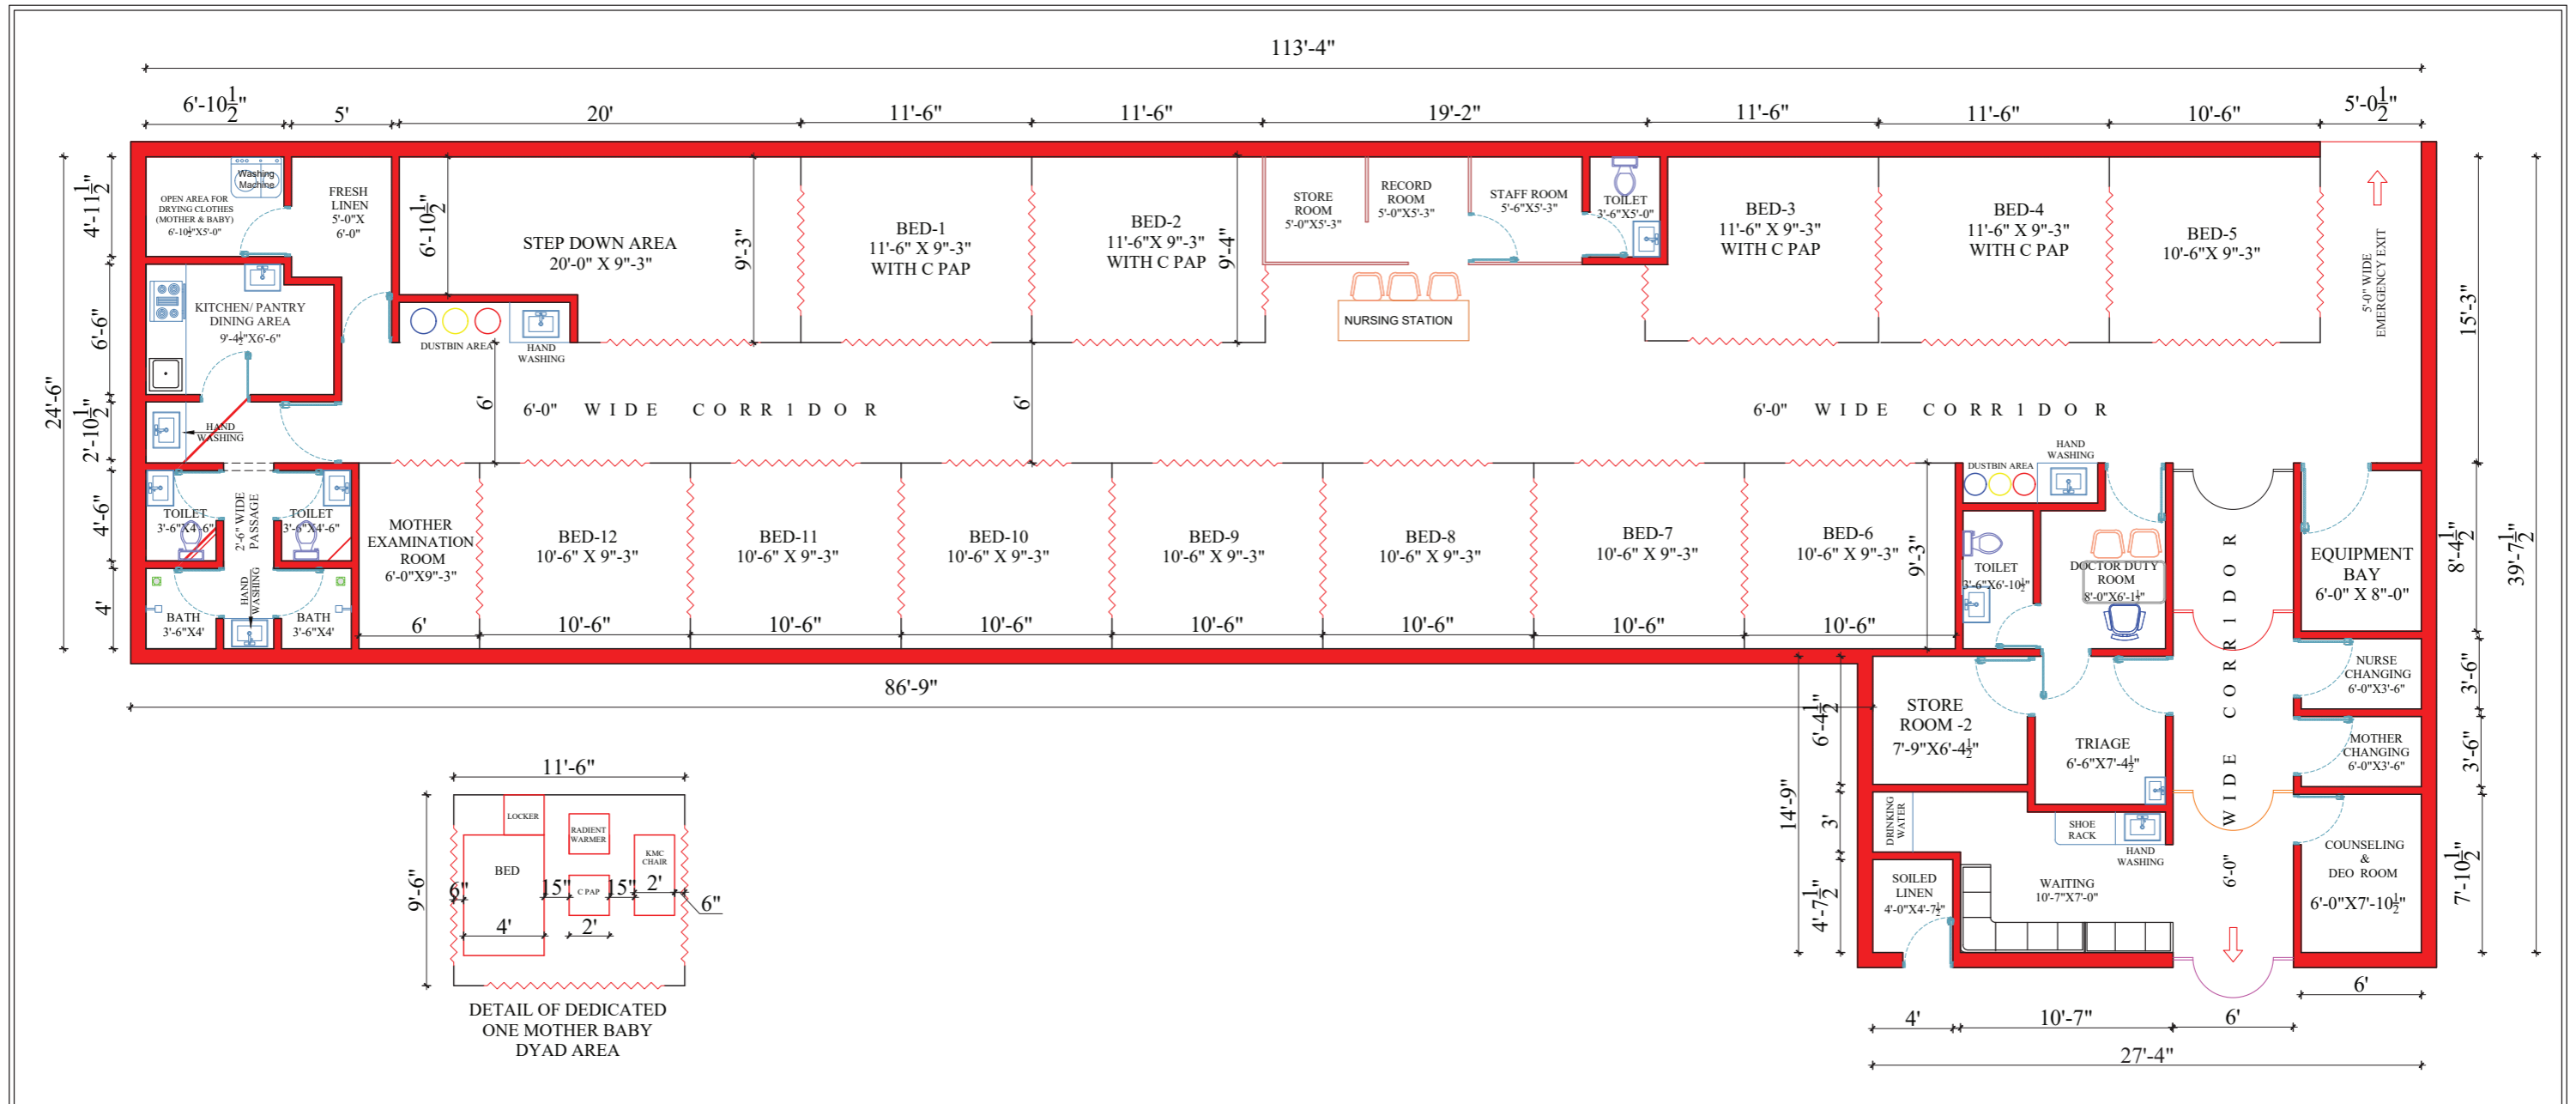 113'-4"
6'-10½"
5'
20'
11'-6"
11'-6"
19'-2"
11'-6"
11'-6"
10'-6"
5'-0½"
24'-6"
4'-11½"
6'-6"
2'-10½"
4'-6"
4'
Washing
Machine
OPEN AREA FOR
DRYING CLOTHES
(MOTHER & BABY)
6'-10½"X5'-0"
FRESH
LINEN
5'-0"X
6'-0"
6'-10½"
STEP DOWN AREA
20'-0" X 9"-3"
9'-3"
BED-1
11'-6" X 9"-3"
WITH C PAP
BED-2
11'-6"X 9"-3"
WITH C PAP
9'-4"
STORE
ROOM
5'-0"X5'-3"
RECORD
ROOM
5'-0"X5'-3"
STAFF ROOM
5'-6"X5'-3"
TOILET
3'-6"X5'-0"
BED-3
11'-6" X 9"-3"
WITH C PAP
BED-4
11'-6" X 9"-3"
WITH C PAP
BED-5
10'-6"X 9"-3"
5'-0" WIDE
EMERGENCY EXIT
15'-3"
39'-7½"
KITCHEN/ PANTRY
DINING AREA
9'-4½"X6'-6"
DUSTBIN AREA
HAND
WASHING
NURSING STATION
6'
6'-0" WIDE CORR1DOR
6'
6'-0" WIDE CORR1DOR
HAND
WASHING
HAND
WASHING
DUSTBIN AREA
TOILET
3'-6"X4'-6"
2'-6" WIDE
PASSAGE
TOILET
3'-6"X4'-6"
HAND
WASHING
BATH
3'-6"X4'
BATH
3'-6"X4'
MOTHER
EXAMINATION
ROOM
6'-0"X9"-3"
BED-12
10'-6" X 9"-3"
BED-11
10'-6" X 9"-3"
BED-10
10'-6" X 9"-3"
BED-9
10'-6" X 9"-3"
BED-8
10'-6" X 9"-3"
BED-7
10'-6" X 9"-3"
BED-6
10'-6" X 9"-3"
9'-3"
6'
10'-6"
10'-6"
10'-6"
10'-6"
10'-6"
10'-6"
10'-6"
TOILET
3'-6"X6'-10½"
DOCTOR DUTY
ROOM
8'-0"X6'-1½"
6'-0" WIDE CORR1DOR
EQUIPMENT
BAY
6'-0" X 8"-0"
8'-4½"
NURSE
CHANGING
6'-0"X3'-6"
3'-6"
MOTHER
CHANGING
6'-0"X3'-6"
3'-6"
COUNSELING
&
DEO ROOM
6'-0"X7'-10½"
7'-10½"
86'-9"
STORE
ROOM -2
7'-9"X6'-4½"
TRIAGE
6'-6"X7'-4½"
6'-4½"
14'-9"
3'
4'-7½"
DRINKING
WATER
SHOE
RACK
HAND
WASHING
SOILED
LINEN
4'-0"X4'-7½"
WAITING
10'-7"X7'-0"
6'
4'
10'-7"
6'
27'-4"
11'-6"
9'-6"
LOCKER
BED
RADIENT
WARMER
KMC
CHAIR
C PAP
6"
15"
15"
2'
6"
4'
2'
DETAIL OF DEDICATED
ONE MOTHER BABY
DYAD AREA